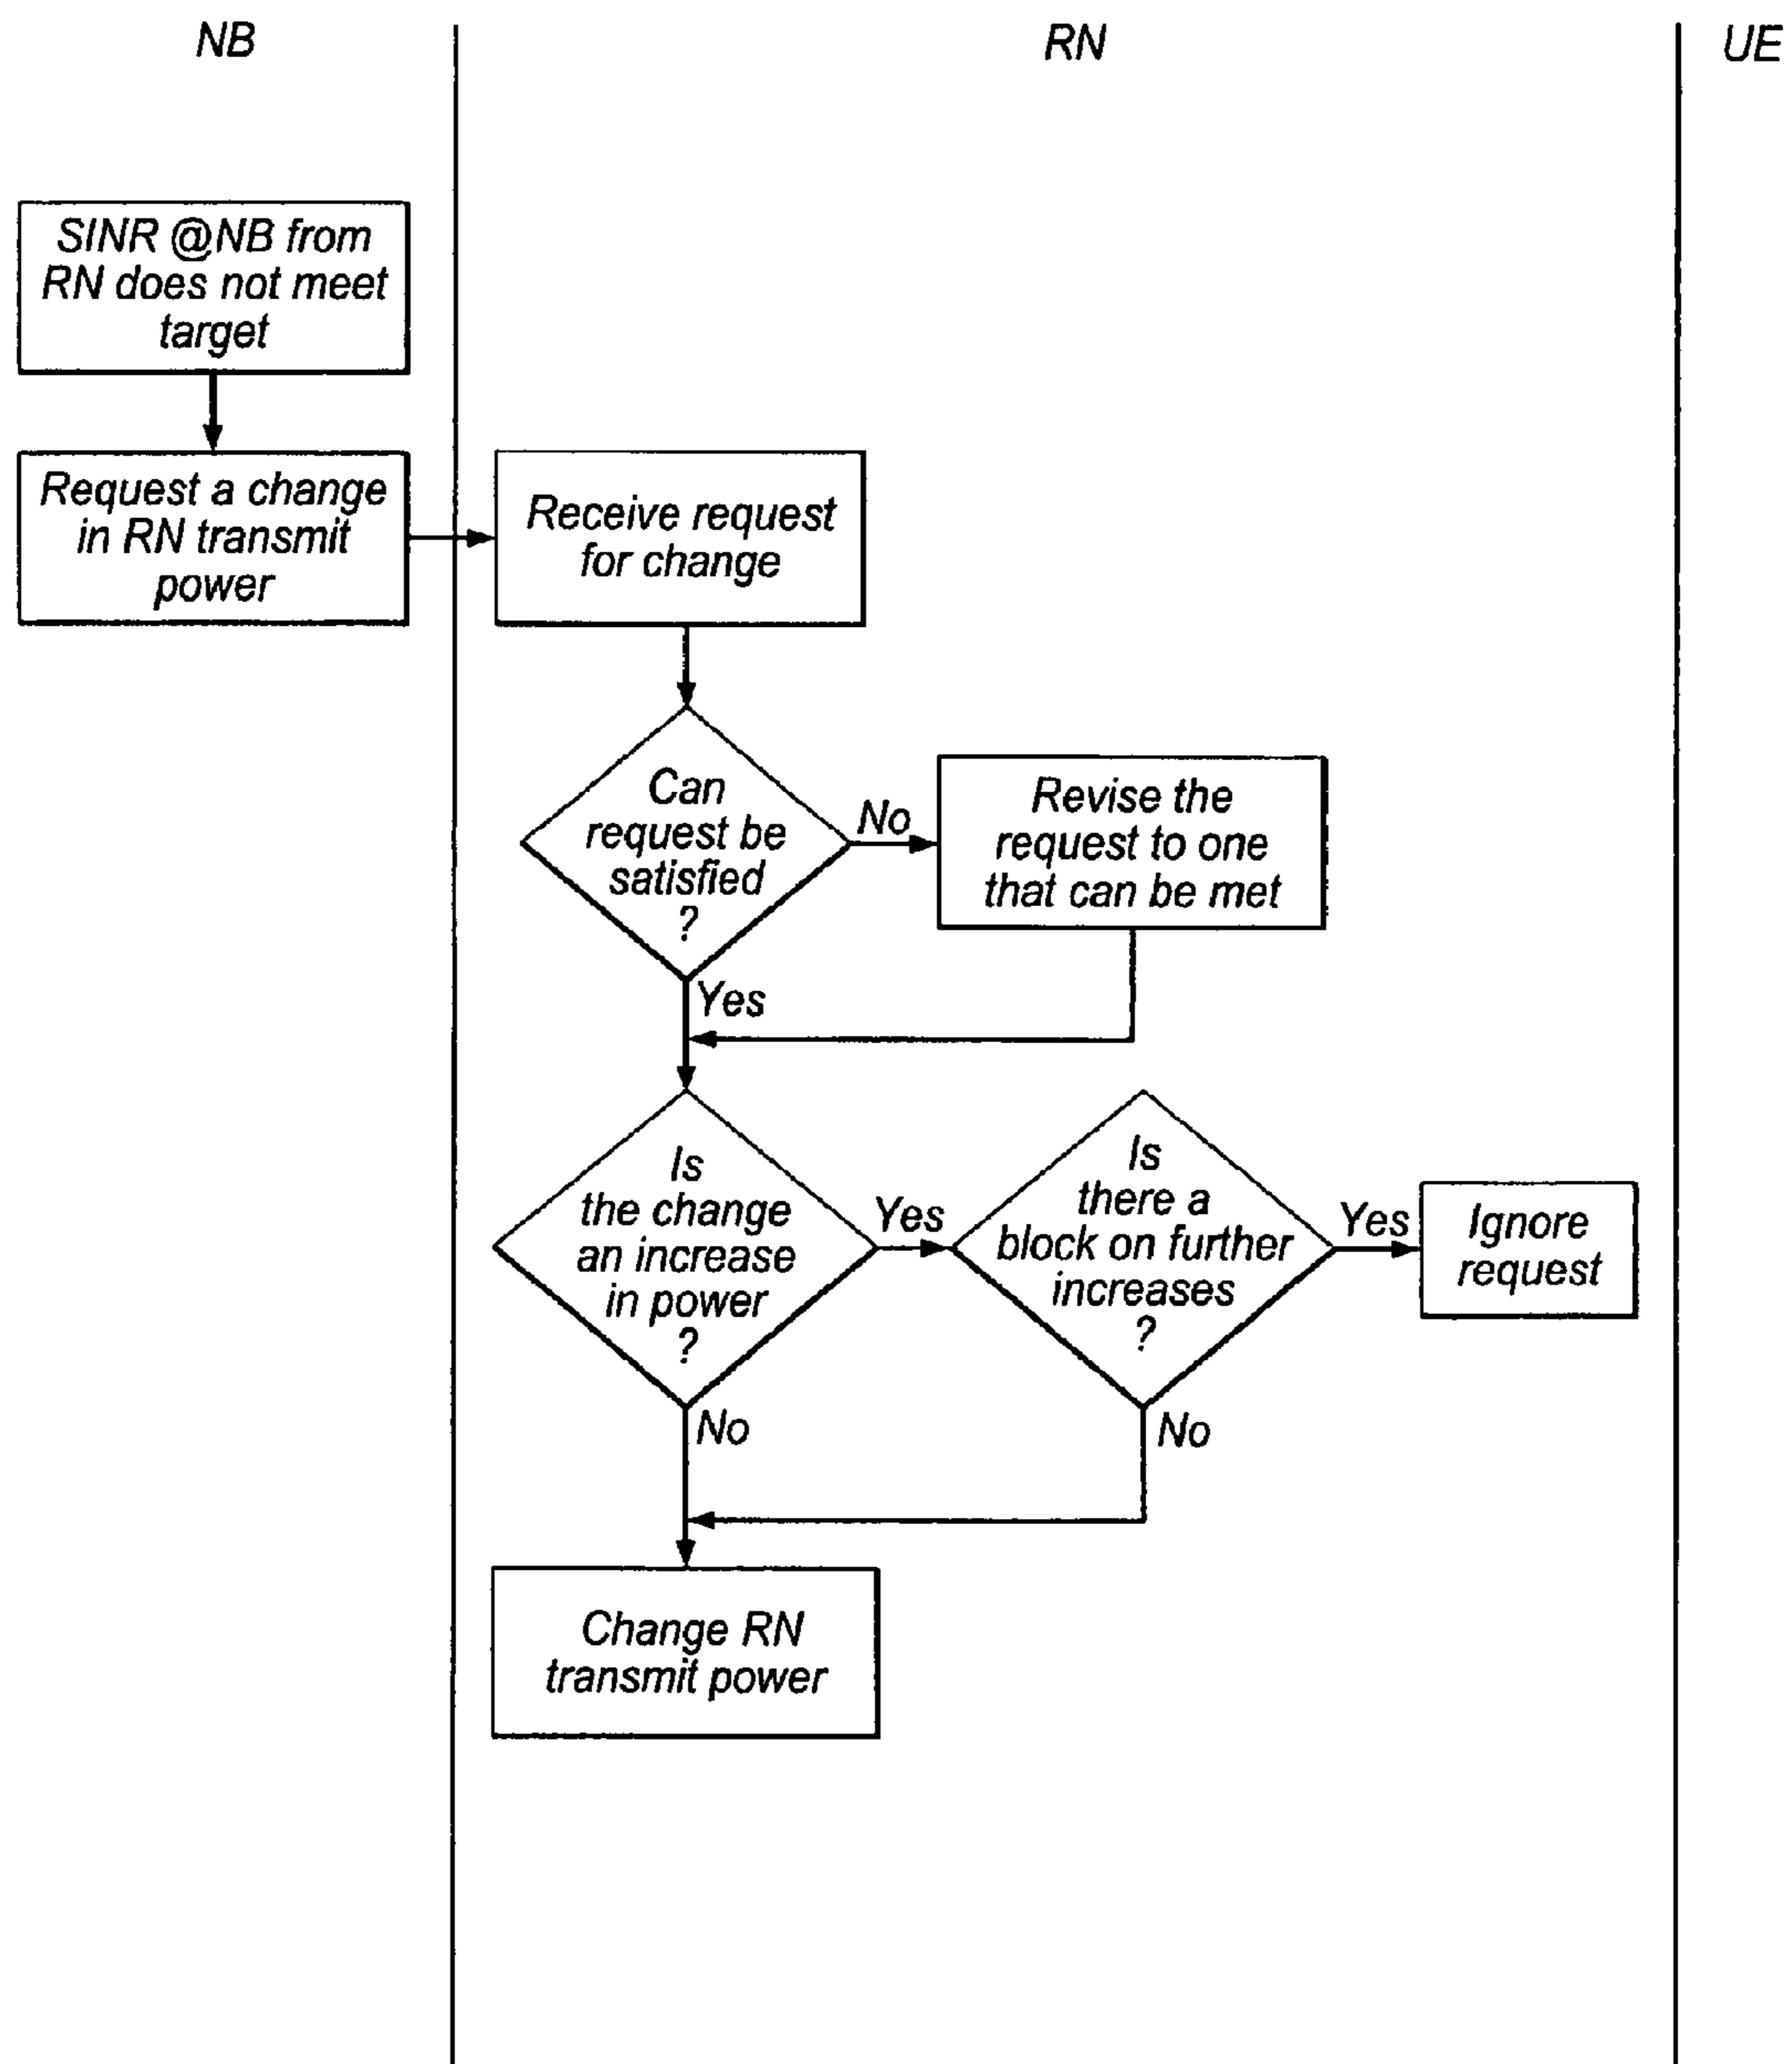 NB
RN
UE
SINR @NB from
RN does not meet
target
Request a change
in RN transmit
power
Receive request
for change
Can
request be
satisfied
?
No
Revise the
request to one
that can be met
Yes
Is
the change
an increase
in power
?
Yes
Is
there a
block on further
increases
?
Yes
Ignore
request
No
No
Change RN
transmit power